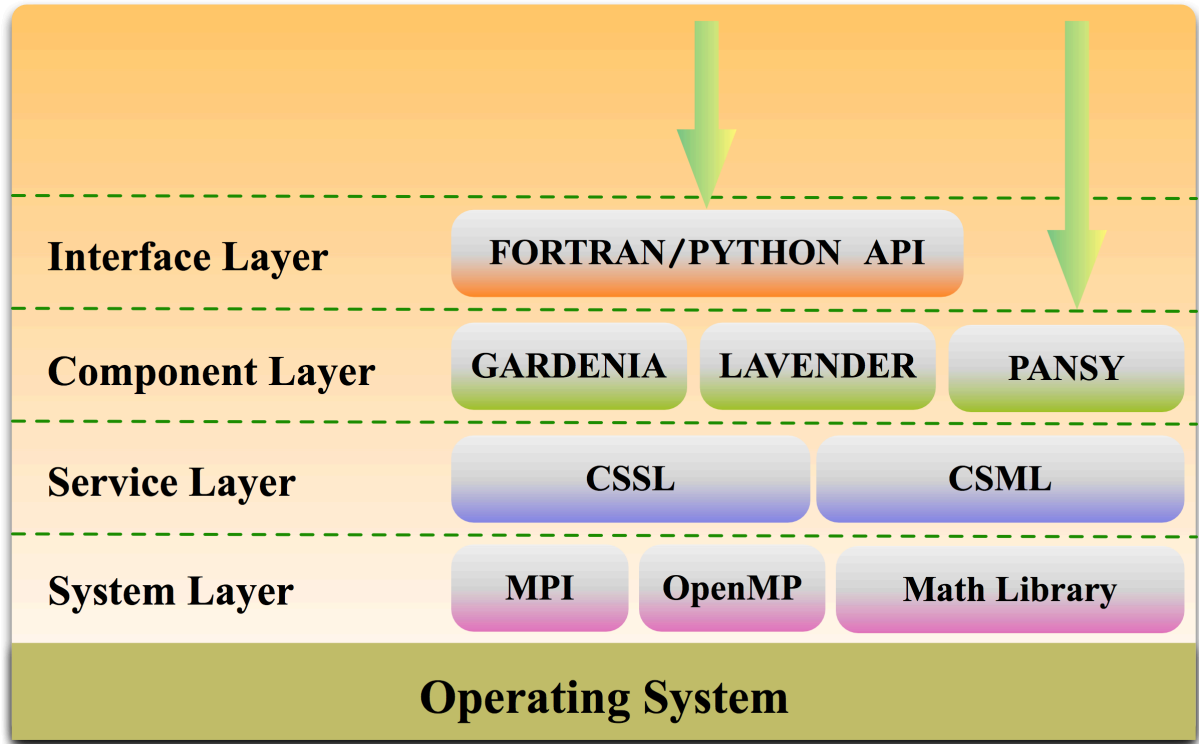 Interface Layer
FORTRAN/PYTHON API
Component Layer
GARDENIA
LAVENDER
PANSY
Service Layer
CSSL
CSML
System Layer
MPI
OpenMP
Math Library
Operating System